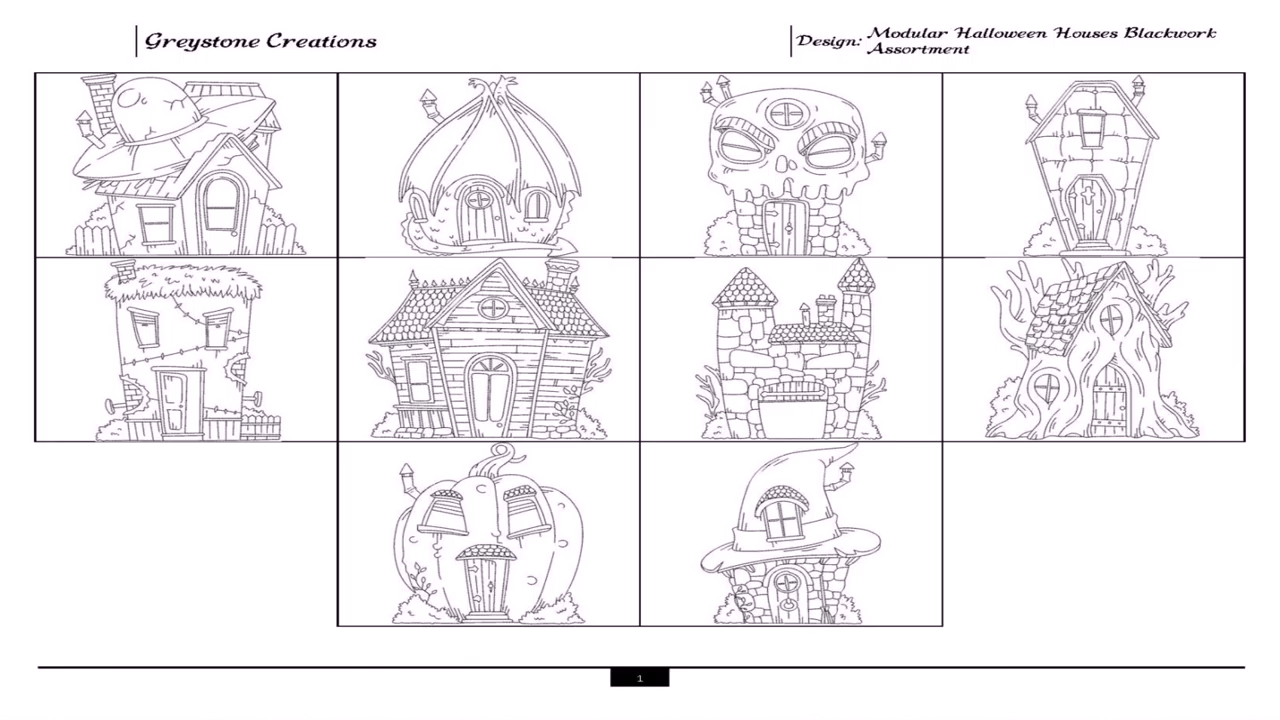 Greystone Creations
Design: Modular Halloween Houses Blackwork
Assortment
1